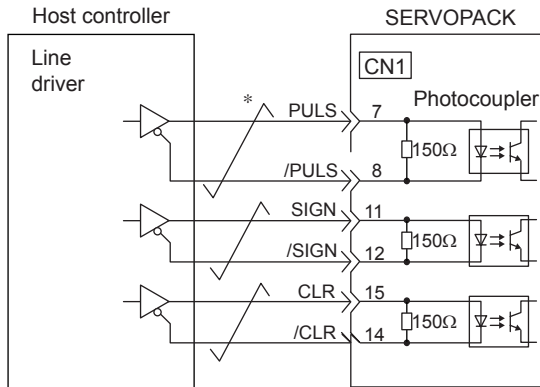 Host controller
SERVOPACK
Line
driver
CN1
Photocoupler
*
PULS 7
150Ω
/PULS 8
SIGN 11
150Ω
/SIGN 12
CLR 15
150Ω
/CLR 14